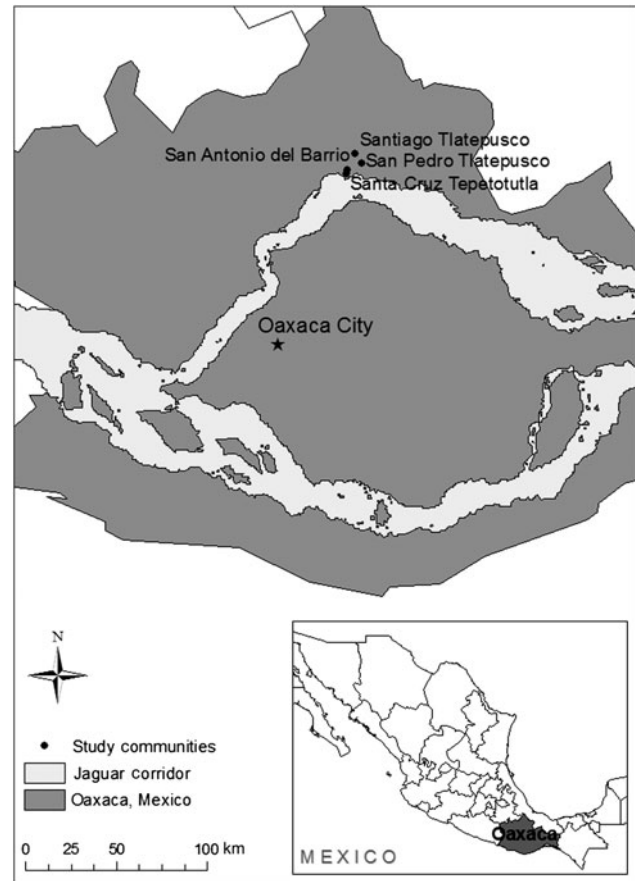 Santiago Tlatepusco
San Antonio del Barrio
San Pedro Tlatepusco
Santa Cruz Tepetotutla
Oaxaca City
N
Study communities
Jaguar corridor
Oaxaca, Mexico
0 25 50 100 km
Oaxaca
MEXICO